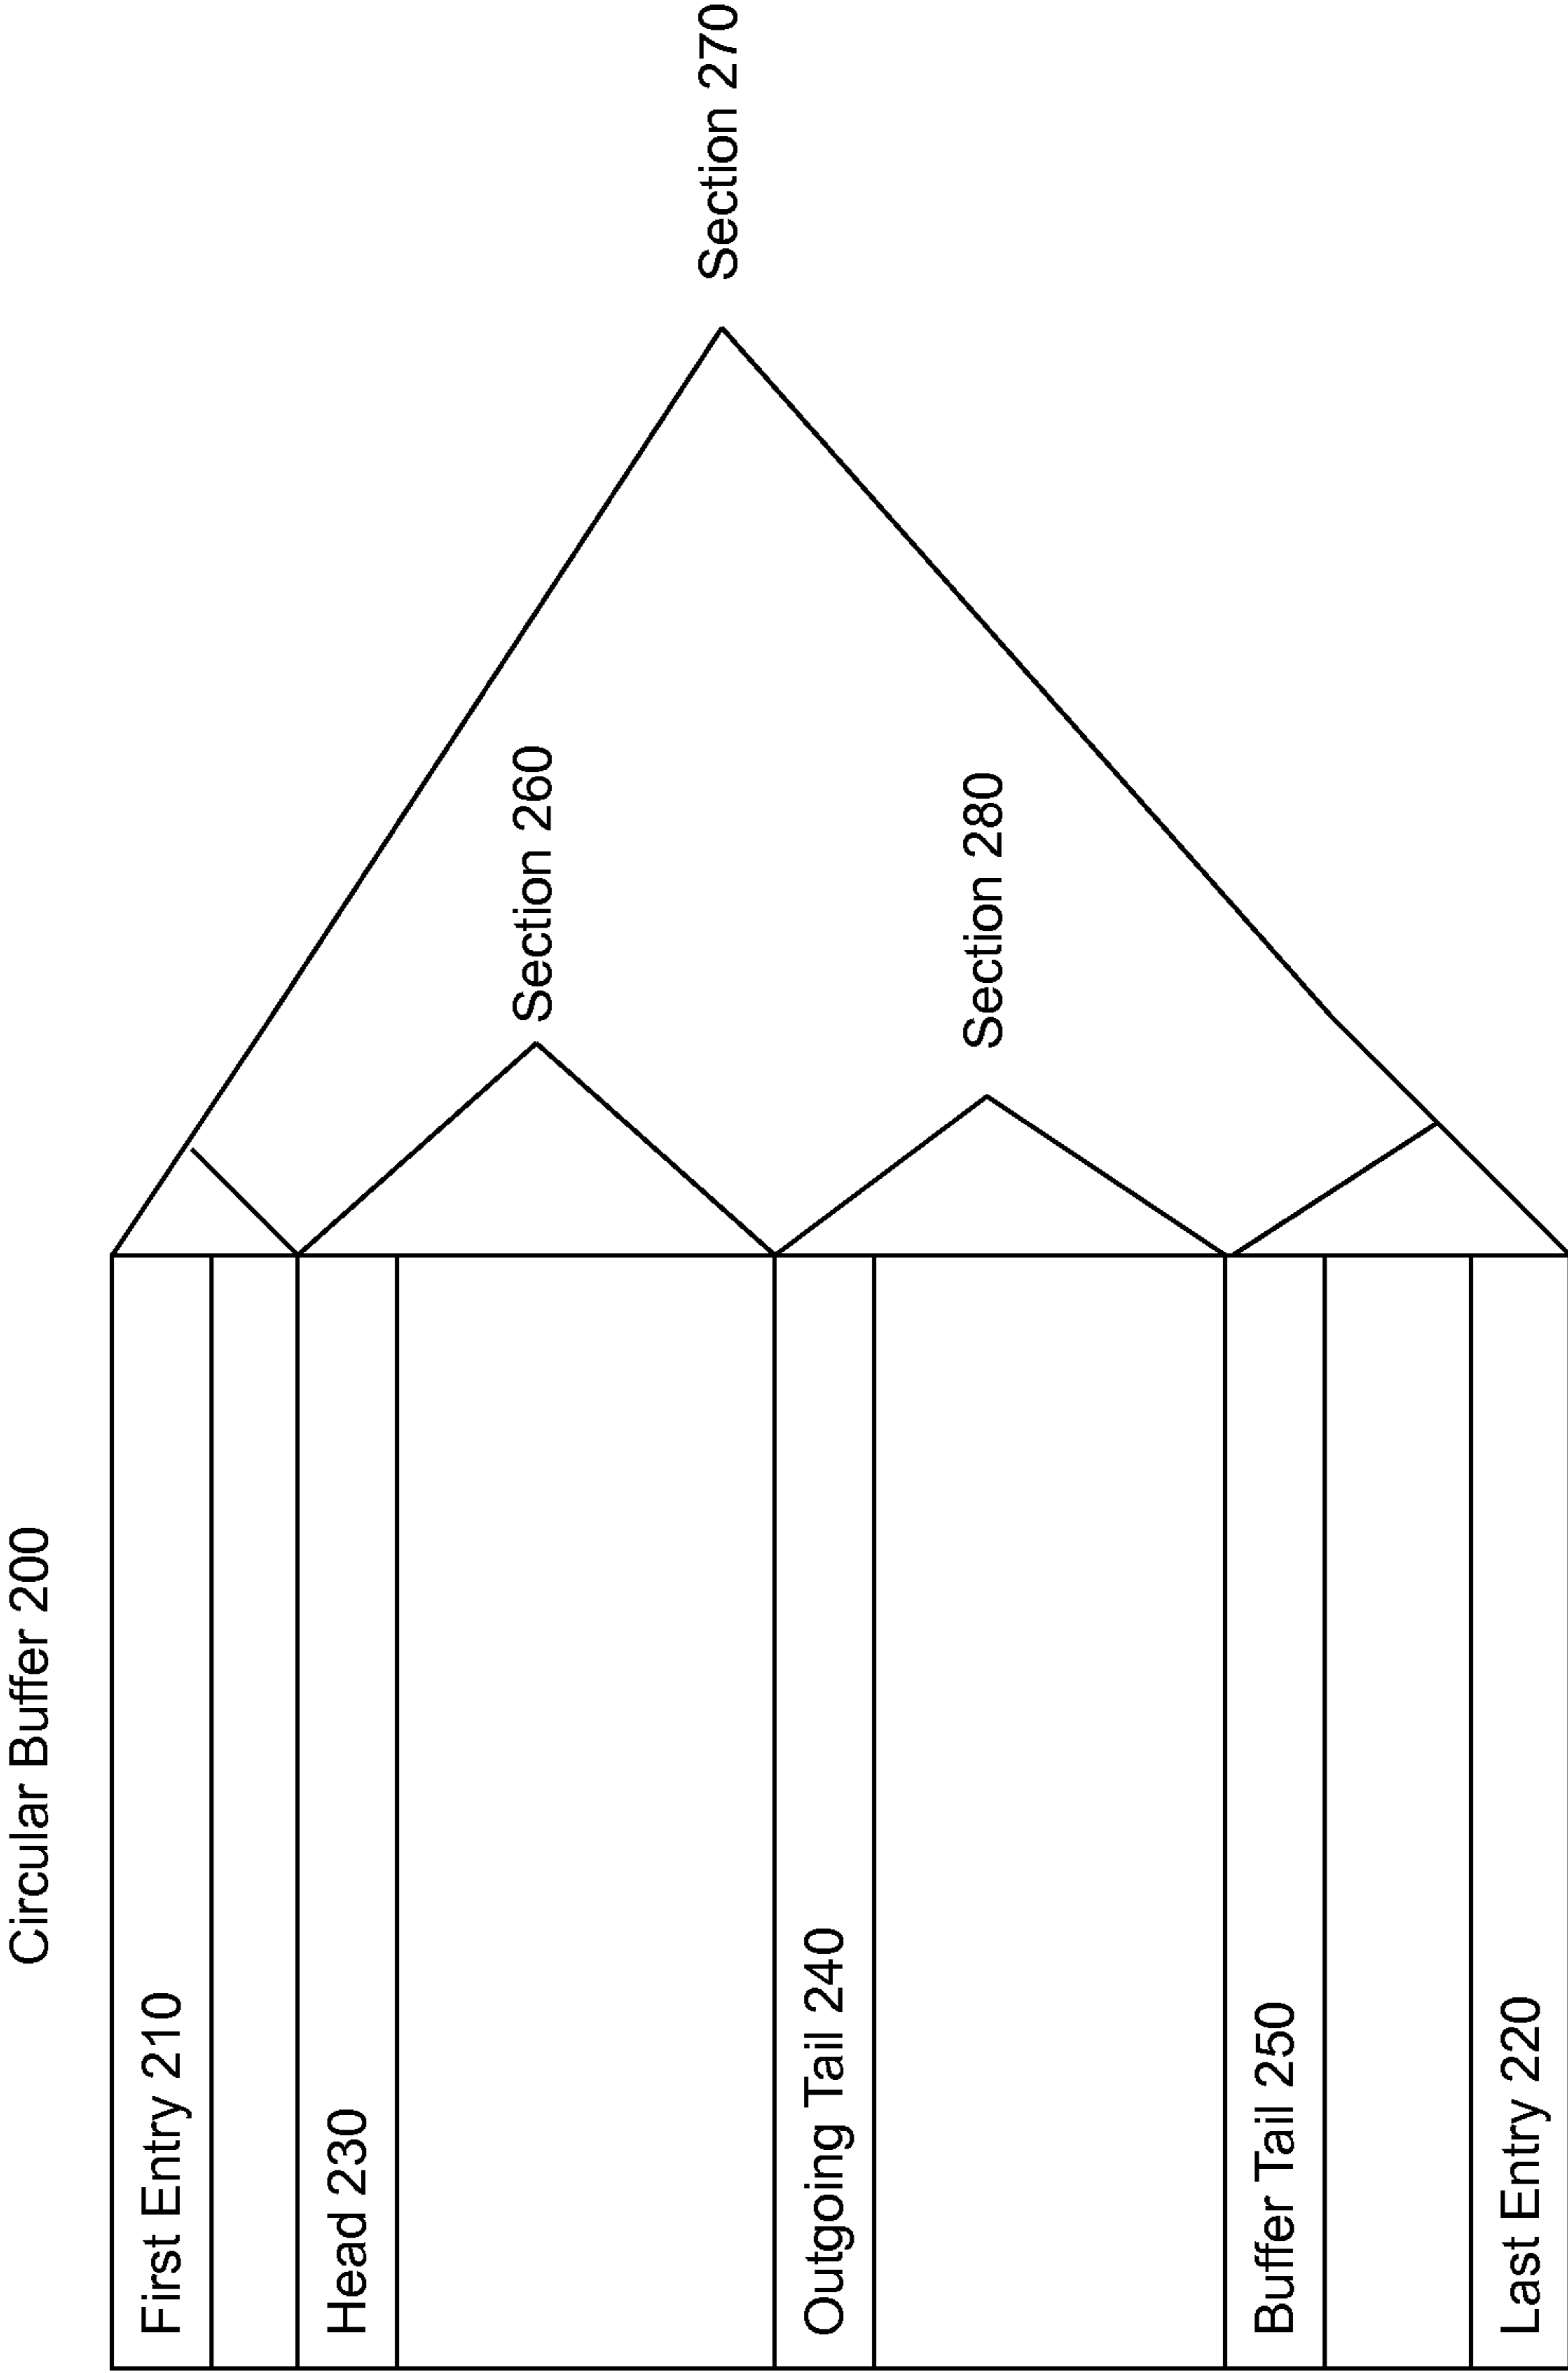 Circular Buffer 200
First Entry 210
Head 230
Section 260
Section 270
Outgoing Tail 240
Section 280
Buffer Tail 250
Last Entry 220